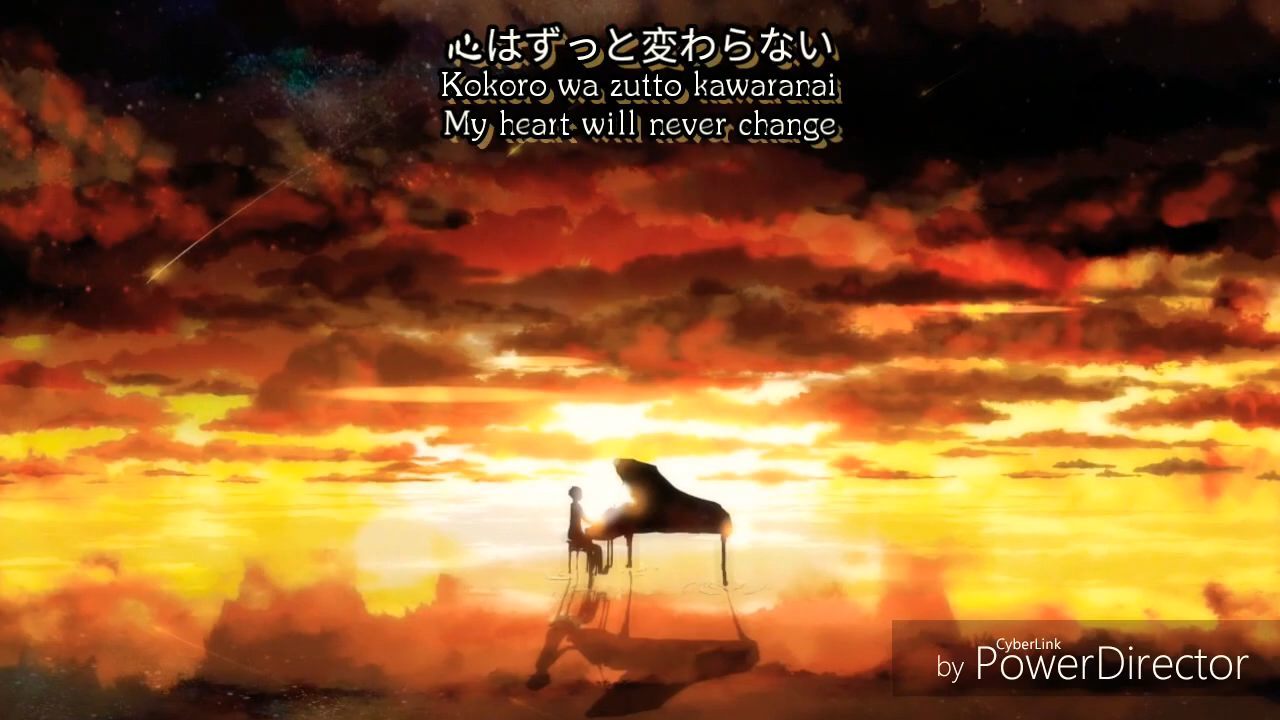 心はずっと変わらない
Kokoro wa zutto kawaranai
My heart will never change
CyberLink
by PowerDirector